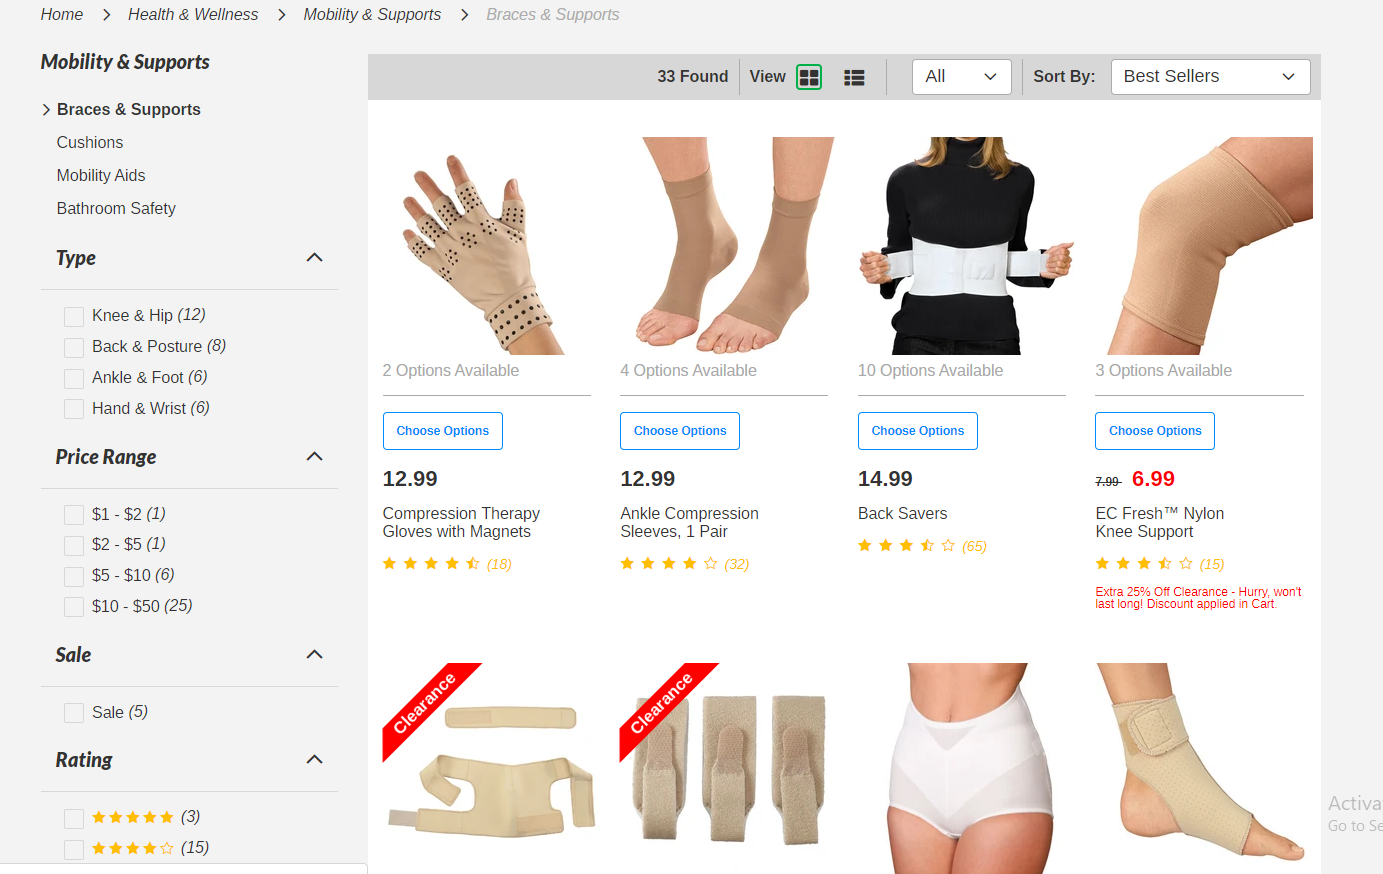 Home > Health & Wellness > Mobility & Supports > Braces & Supports
Mobility & Supports
Braces & Supports
Cushions
Mobility Aids
Bathroom Safety
Type
Knee & Hip (12)
Back & Posture (8)
Ankle & Foot (6)
Hand & Wrist (6)
Price Range
$1 - $2 (1)
$2 - $5 (1)
$5 - $10 (6)
$10 - $50 (25)
Sale
Sale (5)
Rating
(3)
(15)
33 Found View All Sort By: Best Sellers
2 Options Available
Choose Options
12.99
Compression Therapy
Gloves with Magnets
(18)
4 Options Available
Choose Options
12.99
Ankle Compression
Sleeves, 1 Pair
(32)
10 Options Available
Choose Options
14.99
Back Savers
(65)
3 Options Available
Choose Options
7.99 6.99
EC Fresh™ Nylon
Knee Support
(15)
Extra 25% Off Clearance - Hurry, won't
last long! Discount applied in Cart.
Clearance
Clearance
Activa
Go to Se